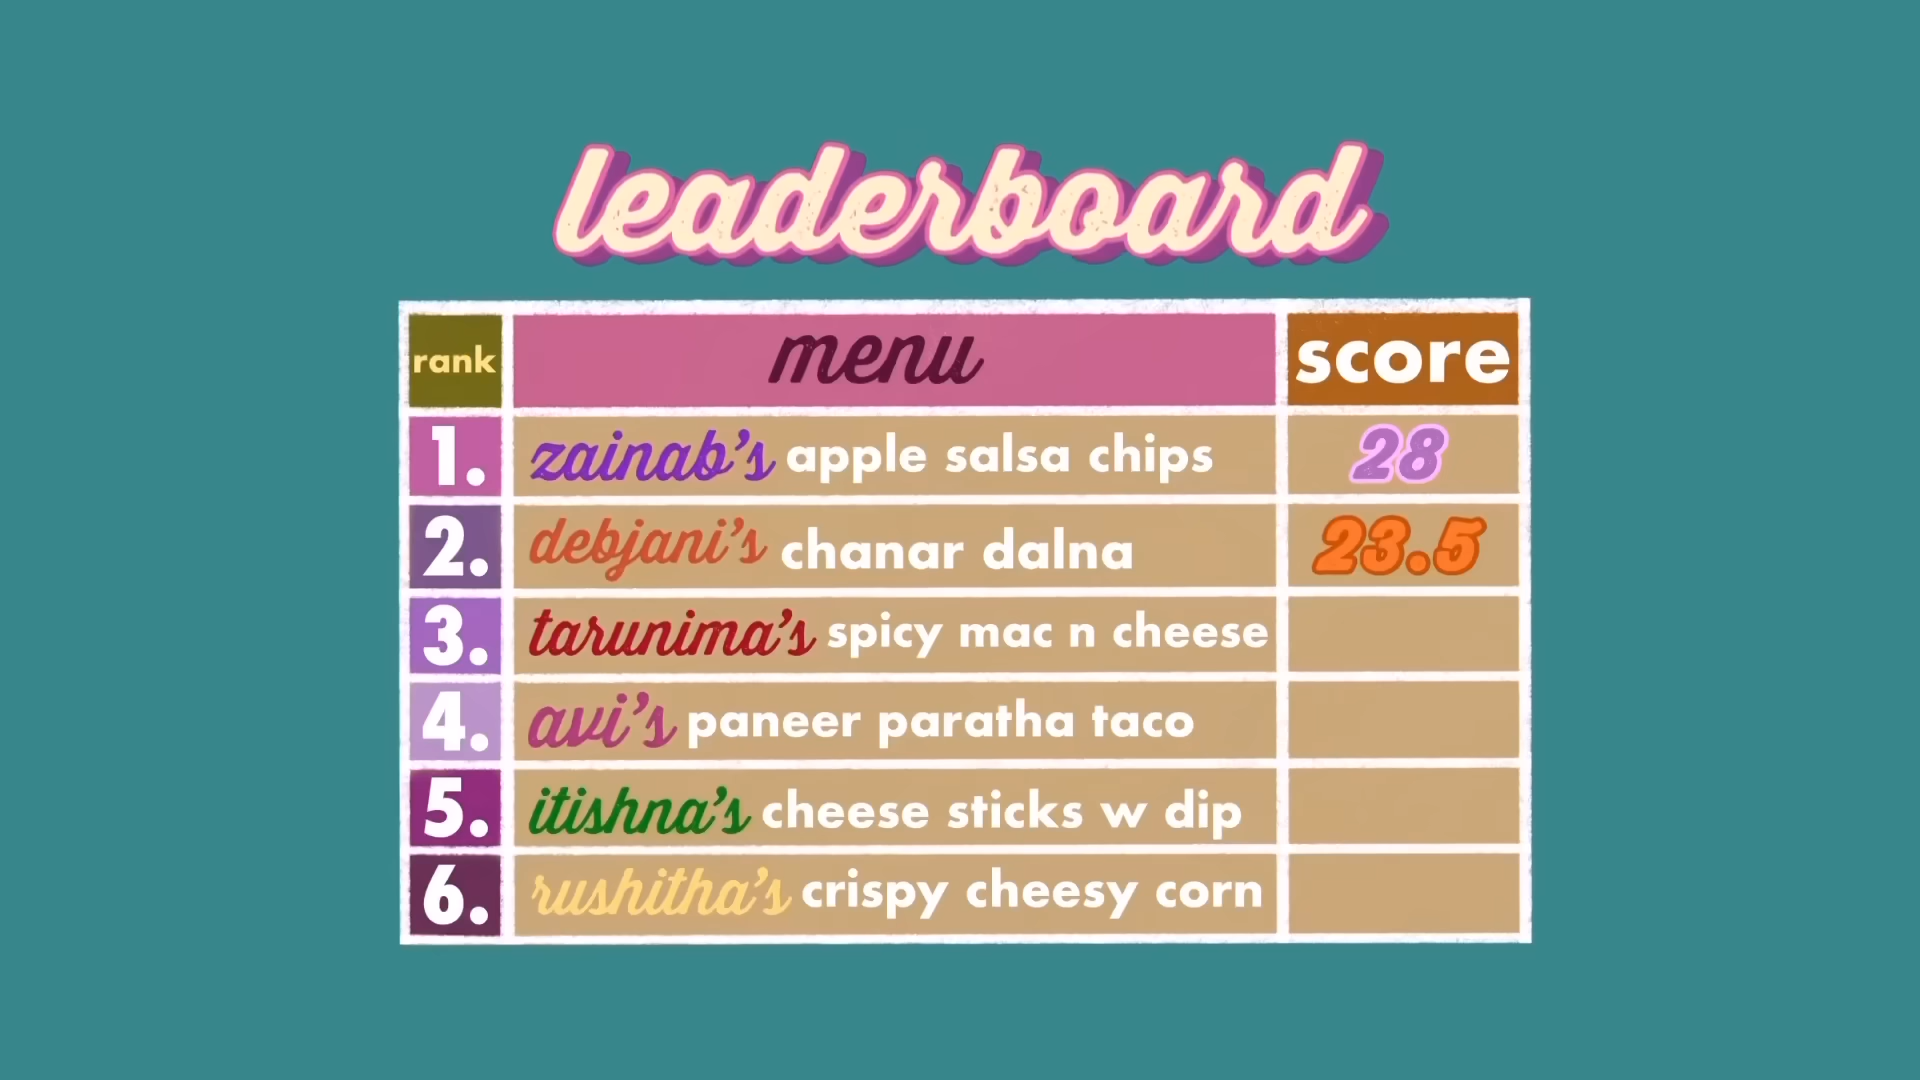 leaderboard
rank menu score
1. zainab's apple salsa chips 28
2. debjani's chanar dalna 23.5
3. tarunima's spicy mac n cheese
4. avi's paneer paratha taco
5. itishna's cheese sticks w dip
6. rushitha's crispy cheesy corn